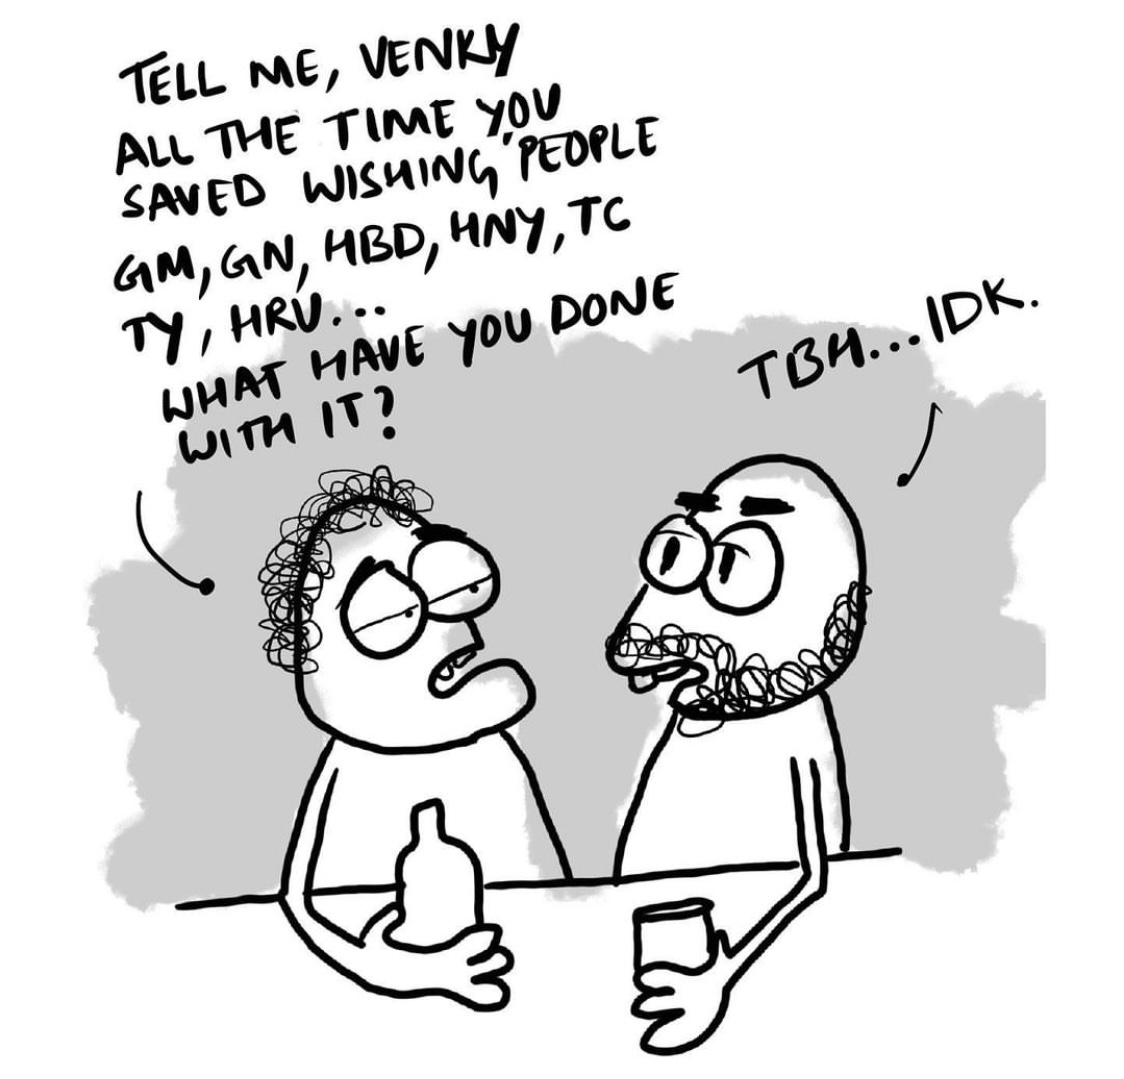 TELL ME, VENKY
ALL THE TIME YOU
SAVED WISHING PEOPLE
GM, GN, HBD, HNY, TC
TY, HRU...
WHAT HAVE YOU DONE
WITH IT?
TBH... IDK.